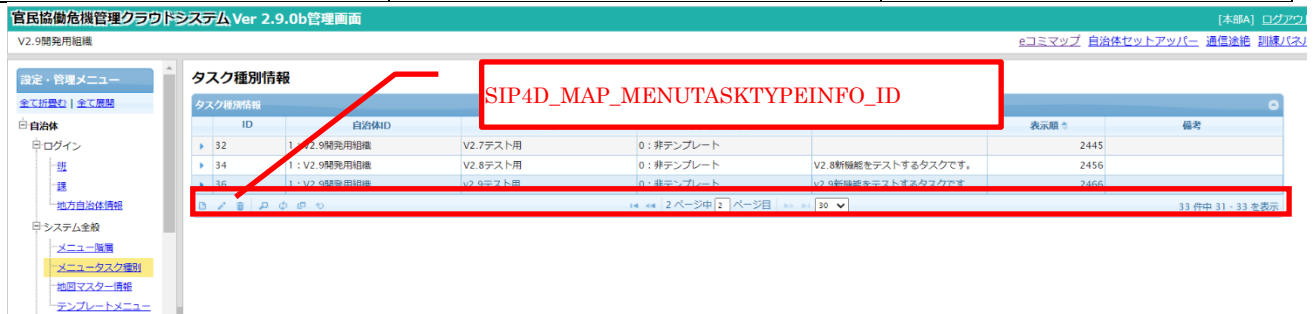 官民協働危機管理クラウドシステム Ver 2.9.0b管理画面 [本部A] ログアウト
V2.9開発用組織 eコミマップ 自治体セットアッパー 通信途絶 訓練パネル
設定・管理メニュー
全て折畳む | 全て展開
自治体
ログイン
班
課
地方自治体情報
システム全般
メニュー階層
メニュータスク種別
地図マスター情報
テンプレートメニュー
タスク種別情報
SIP4D_MAP_MENUTASKTYPEINFO_ID
タスク種別情報
ID 自治体ID 表示順 備考
32 1：V2.9開発用組織 V2.7テスト用 0：非テンプレート 2445
34 1：V2.9開発用組織 V2.8テスト用 0：非テンプレート V2.8新機能をテストするタスクです。 2456
36 1：V2.9開発用組織 v2.9テスト用 0：非テンプレート v2.9新機能をテストするタスクです 2466
2 ページ中 2 ページ目 30 33 件中 31 - 33 を表示